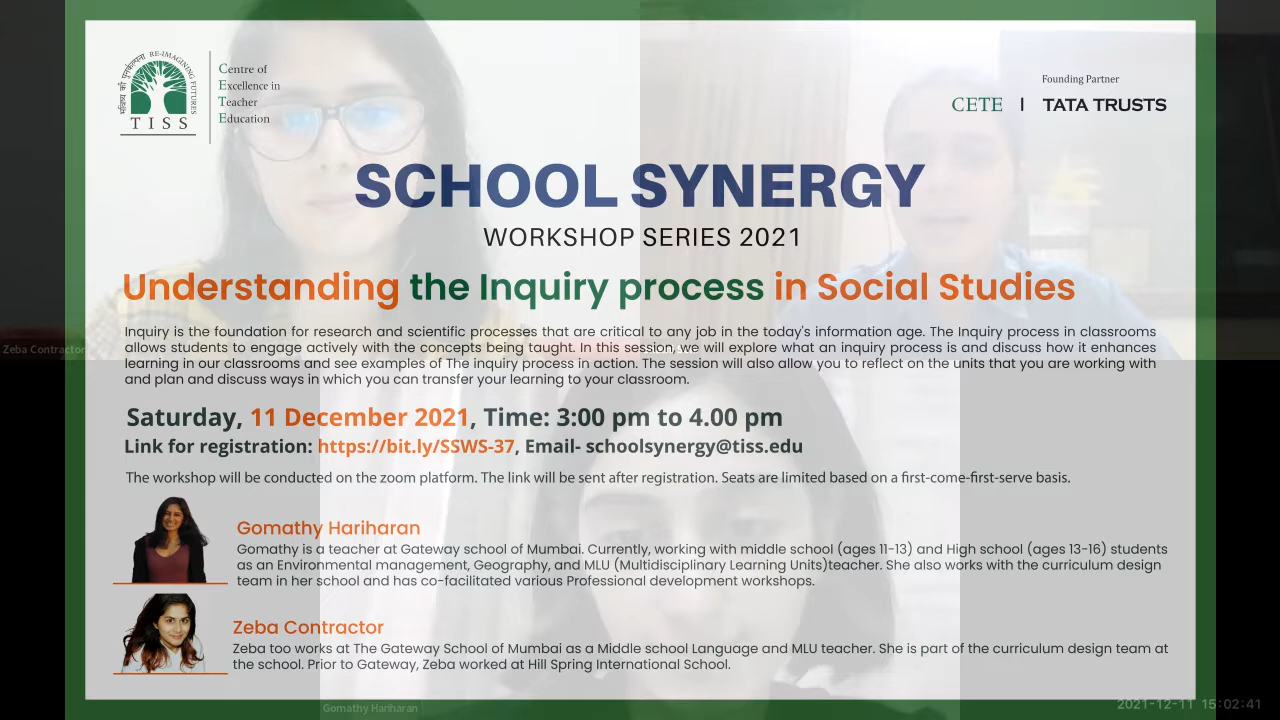 भविष्य की पुनर्कल्पना RE-IMAGINING FUTURES
TISS
Centre of
Excellence in
Teacher
Education
Founding Partner
CETE | TATA TRUSTS
SCHOOL SYNERGY
WORKSHOP SERIES 2021
Understanding the Inquiry process in Social Studies
Inquiry is the foundation for research and scientific processes that are critical to any job in the today's information age. The Inquiry process in classrooms
allows students to engage actively with the concepts being taught. In this session, we will explore what an inquiry process is and discuss how it enhances
learning in our classrooms and see examples of The inquiry process in action. The session will also allow you to reflect on the units that you are working with
and plan and discuss ways in which you can transfer your learning to your classroom.
Zeba Contractor
Saturday, 11 December 2021, Time: 3:00 pm to 4.00 pm
Link for registration: https://bit.ly/SSWS-37, Email- schoolsynergy@tiss.edu
The workshop will be conducted on the zoom platform. The link will be sent after registration. Seats are limited based on a first-come-first-serve basis.
Gomathy Hariharan
Gomathy is a teacher at Gateway school of Mumbai. Currently, working with middle school (ages 11-13) and High school (ages 13-16) students
as an Environmental management, Geography, and MLU (Multidisciplinary Learning Units)teacher. She also works with the curriculum design
team in her school and has co-facilitated various Professional development workshops.
Zeba Contractor
Zeba too works at The Gateway School of Mumbai as a Middle school Language and MLU teacher. She is part of the curriculum design team at
the school. Prior to Gateway, Zeba worked at Hill Spring International School.
Gomathy Hariharan
2021-12-11 15:02:41